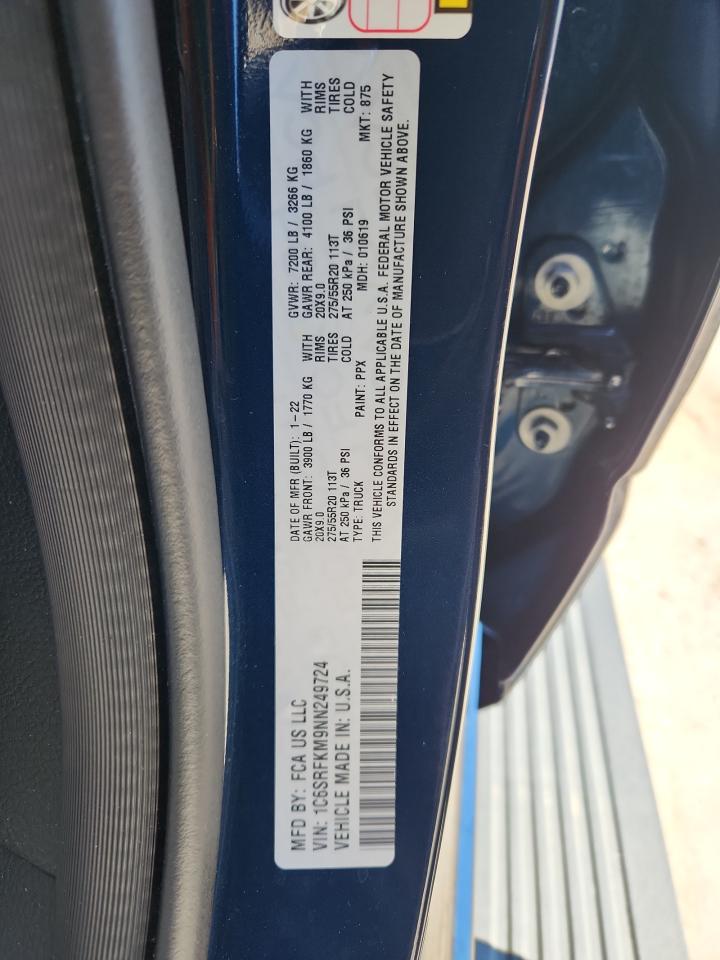 MFD BY: FCA US LLC
VIN: 1C6SRFKM9NN249724
VEHICLE MADE IN: U.S.A.
DATE OF MFR (BUILT): 1-22 GVWR: 7200 LB / 3266 KG
GAWR FRONT: 3900 LB / 1770 KG WITH GAWR REAR: 4100 LB / 1860 KG WITH
20X9.0 RIMS 20X9.0 RIMS
275/55R20 113T TIRES 275/55R20 113T TIRES
AT 250 kPa / 36 PSI COLD AT 250 kPa / 36 PSI COLD
TYPE: TRUCK PAINT: PPX MDH: 010619 MKT: 875
THIS VEHICLE CONFORMS TO ALL APPLICABLE U.S.A. FEDERAL MOTOR VEHICLE SAFETY
STANDARDS IN EFFECT ON THE DATE OF MANUFACTURE SHOWN ABOVE.